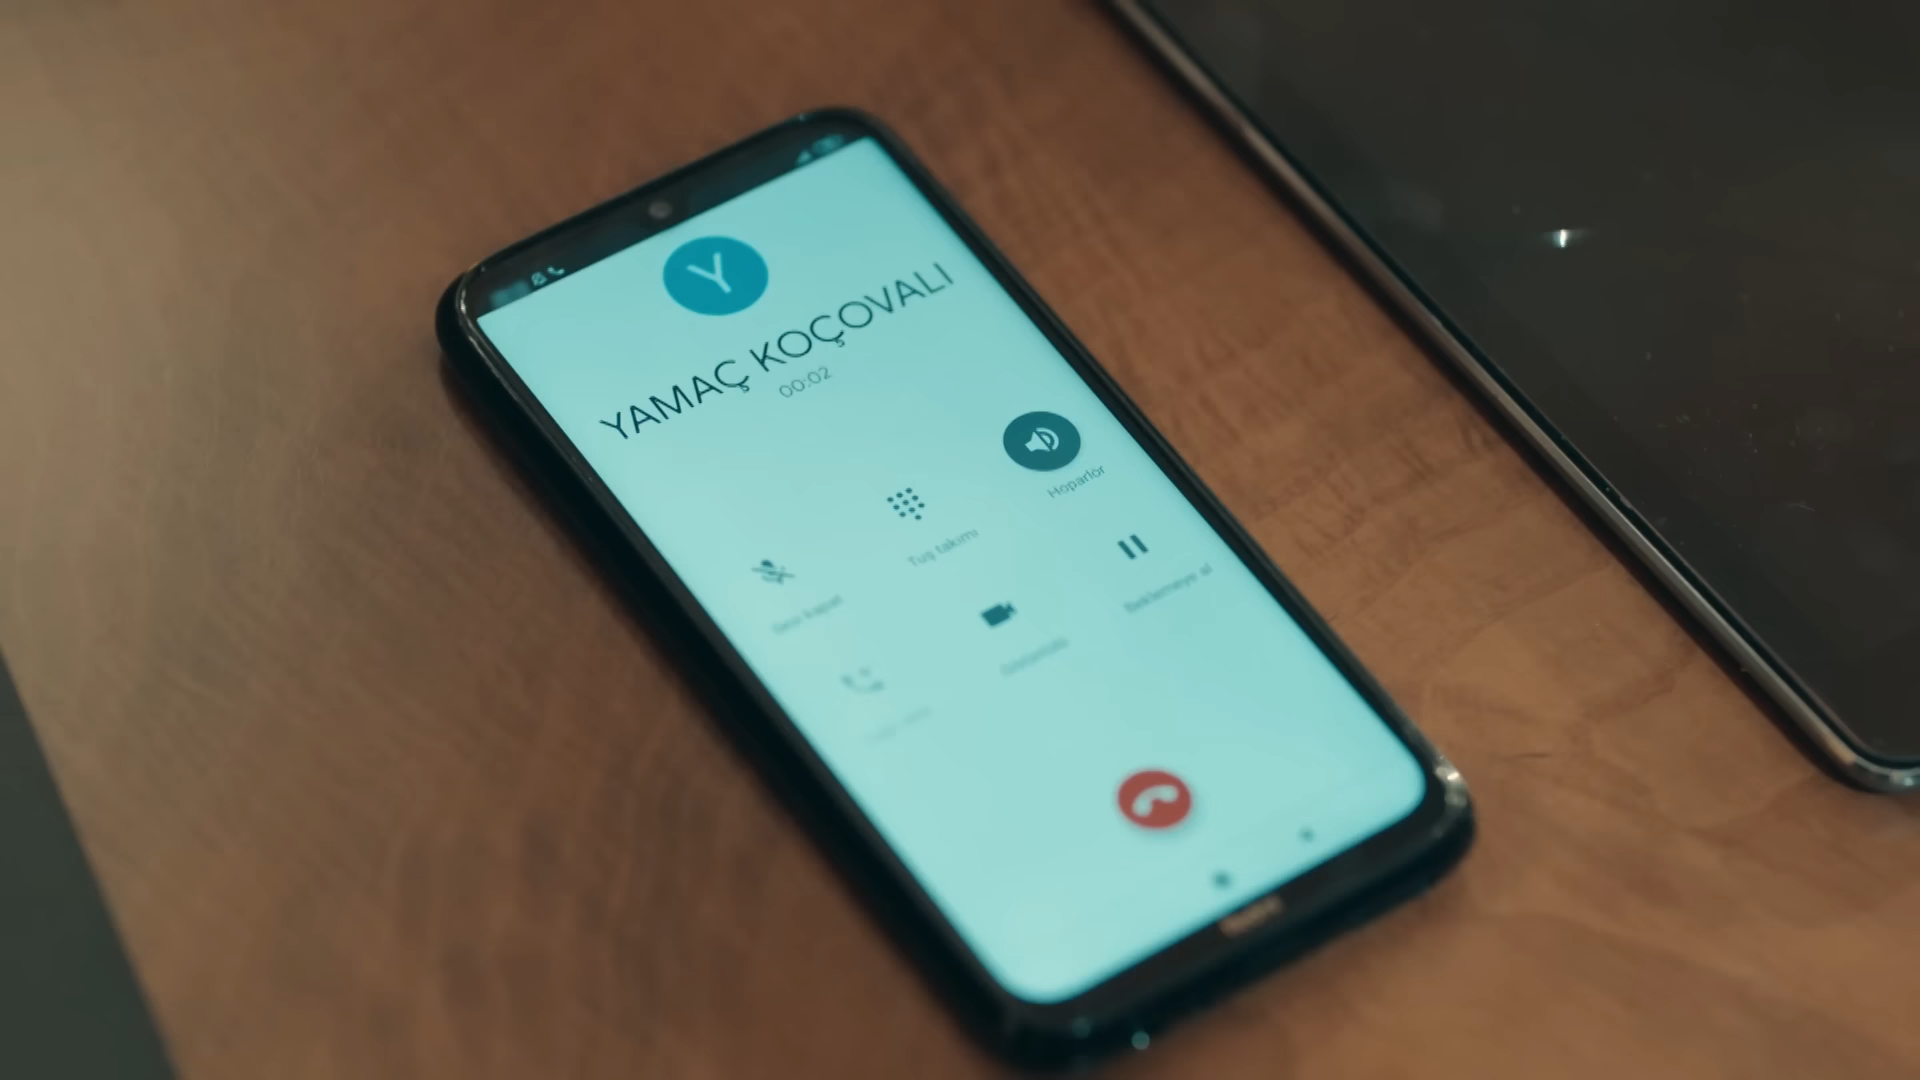 Y
YAMAÇ KOÇOVALI
00:02
Hoparlör
Tuş takımı
Beklemeye al